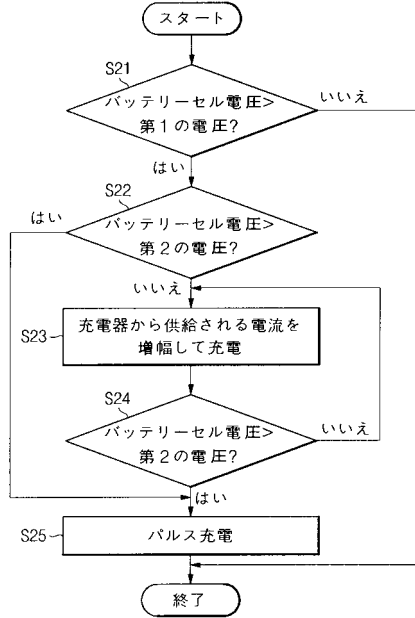 スタート
S21
バッテリーセル電圧>
第1の電圧?
いいえ
はい
S22
はい
バッテリーセル電圧>
第2の電圧?
いいえ
S23
充電器から供給される電流を
増幅して充電
S24
バッテリーセル電圧>
第2の電圧?
いいえ
はい
S25
パルス充電
終了